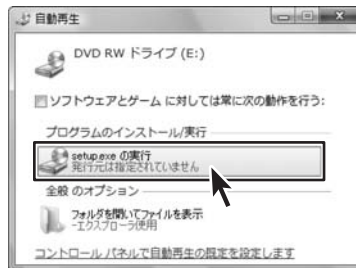 自動再生
DVD RW ドライブ (E:)
ソフトウェアとゲーム に対しては常に次の動作を行う:
プログラムのインストール/実行
setup.exe の実行
発行元は指定されていません
全般 のオプション
フォルダを開いてファイルを表示
-エクスプローラ使用
コントロール パネルで自動再生の既定を設定します